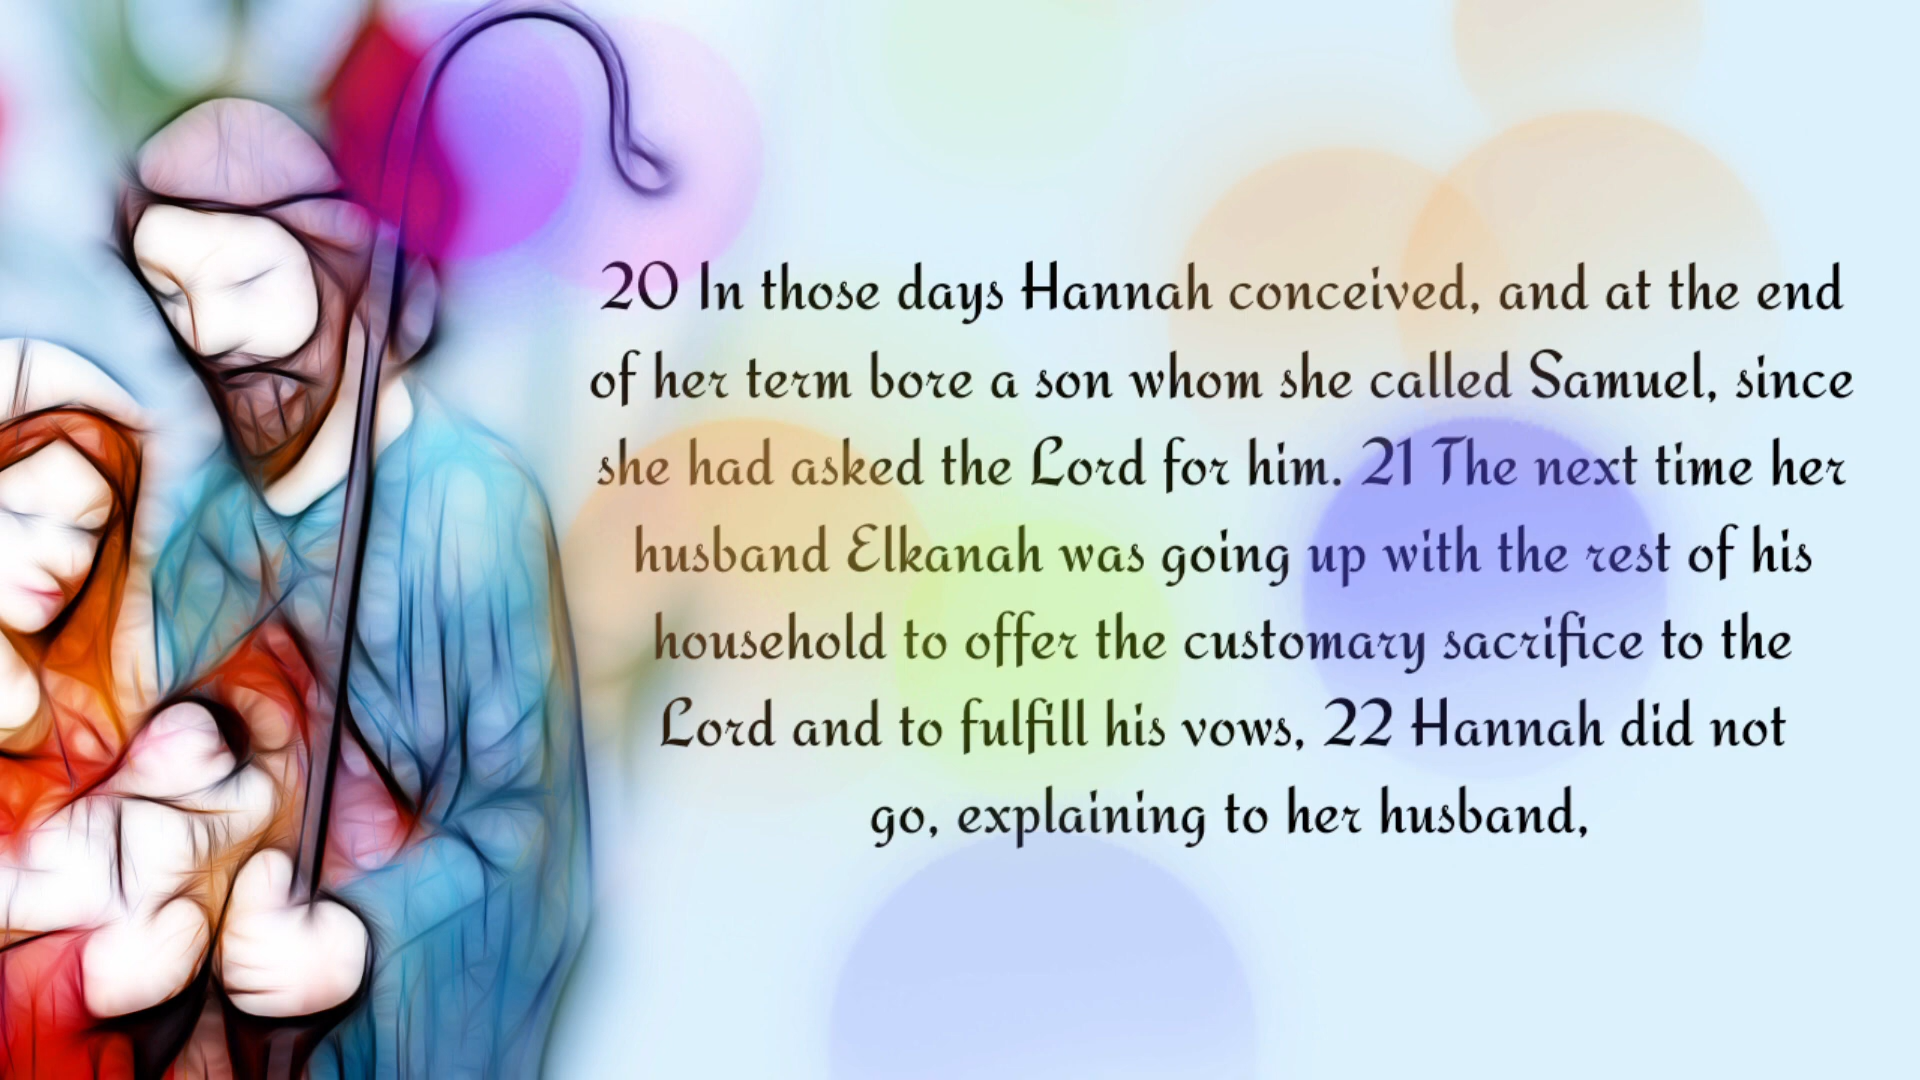 20 In those days Hannah conceived, and at the end
of her term bore a son whom she called Samuel, since
she had asked the Lord for him. 21 The next time her
husband Elkanah was going up with the rest of his
household to offer the customary sacrifice to the
Lord and to fulfill his vows, 22 Hannah did not
go, explaining to her husband,